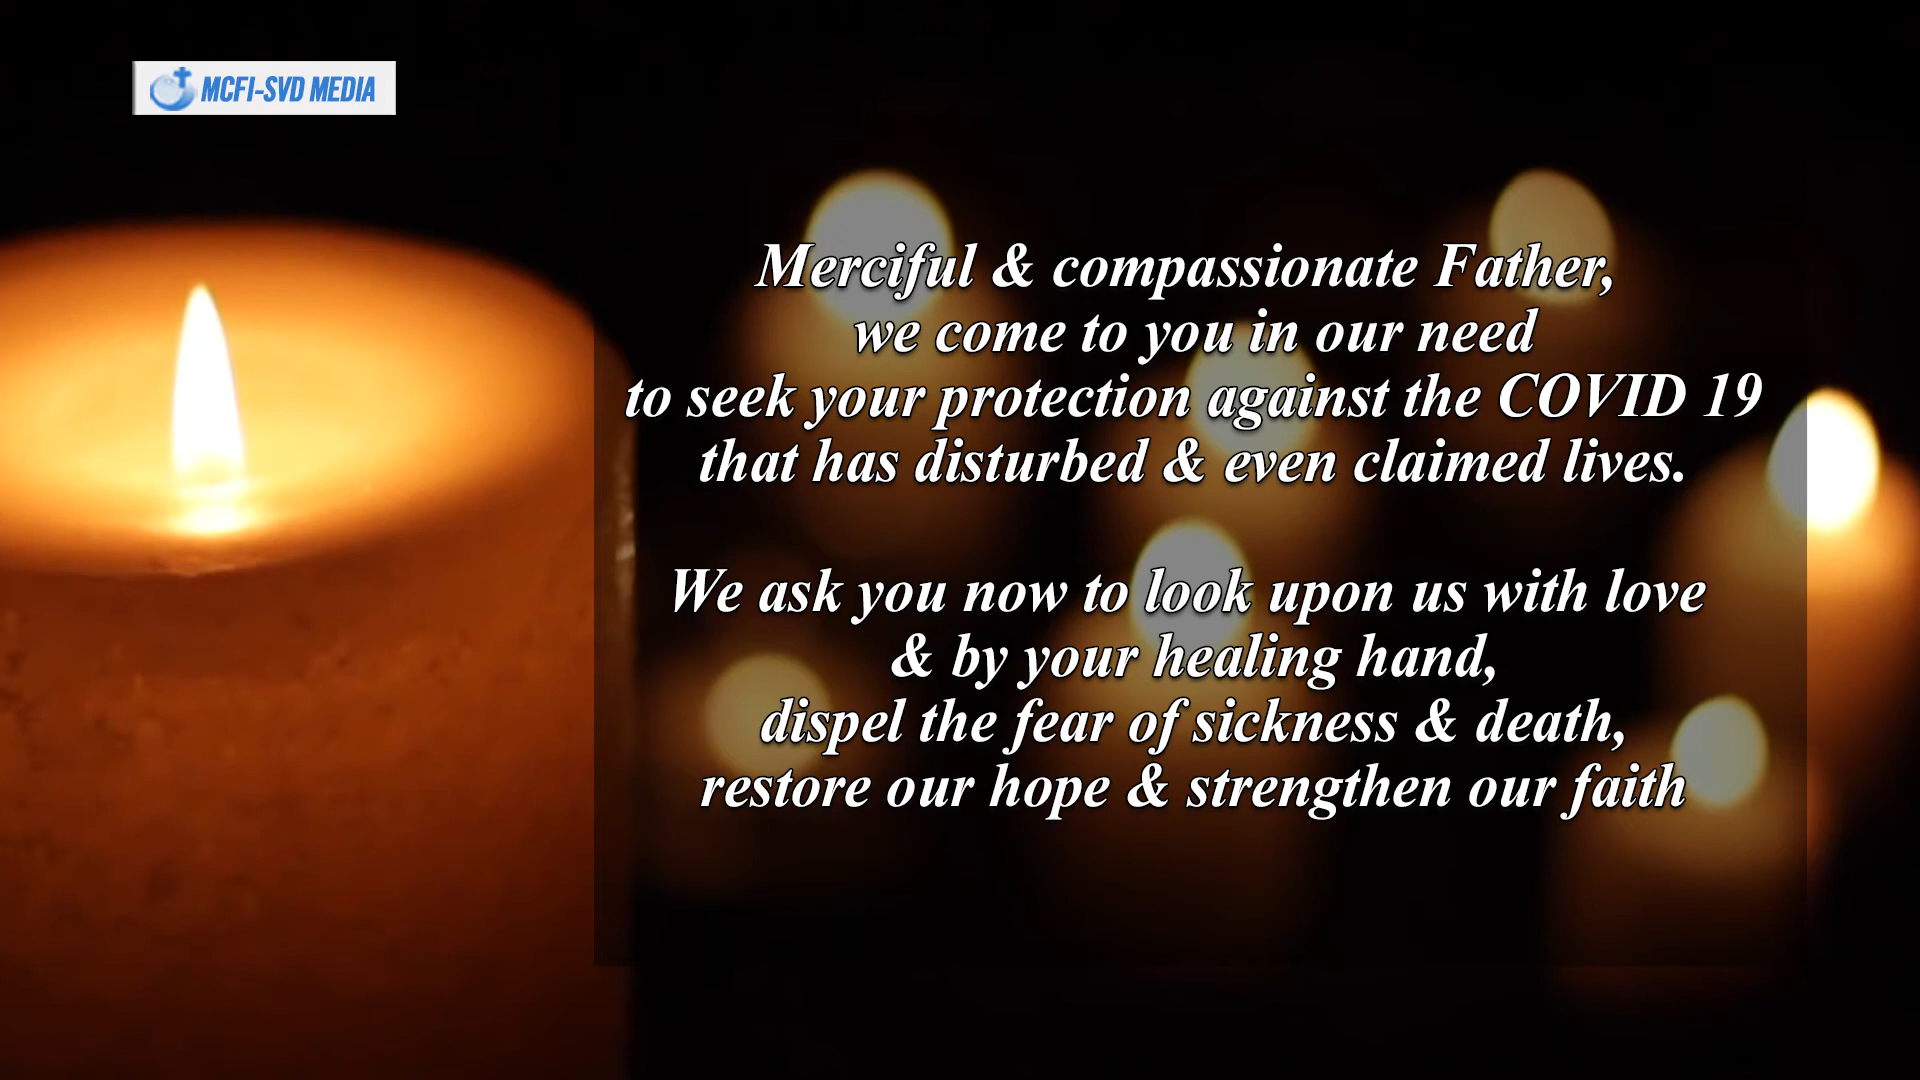 MCFI-SVD MEDIA
Merciful & compassionate Father,
we come to you in our need
to seek your protection against the COVID 19
that has disturbed & even claimed lives.
We ask you now to look upon us with love
& by your healing hand,
dispel the fear of sickness & death,
restore our hope & strengthen our faith